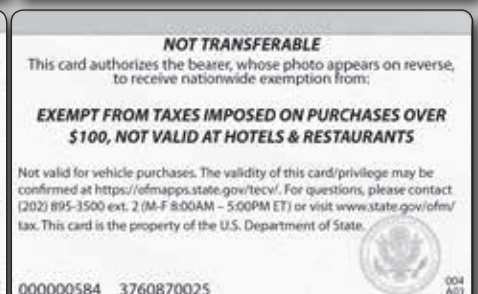 NOT TRANSFERABLE
This card authorizes the bearer, whose photo appears on reverse,
to receive nationwide exemption from:
EXEMPT FROM TAXES IMPOSED ON PURCHASES OVER
$100, NOT VALID AT HOTELS & RESTAURANTS
Not valid for vehicle purchases. The validity of this card/privilege may be
confirmed at https://ofmapps.state.gov/tecv/. For questions, please contact
(202) 895-3500 ext. 2 (M-F 8:00AM – 5:00PM ET) or visit www.state.gov/ofm/
tax. This card is the property of the U.S. Department of State.
000000584 3760870025
004
A03